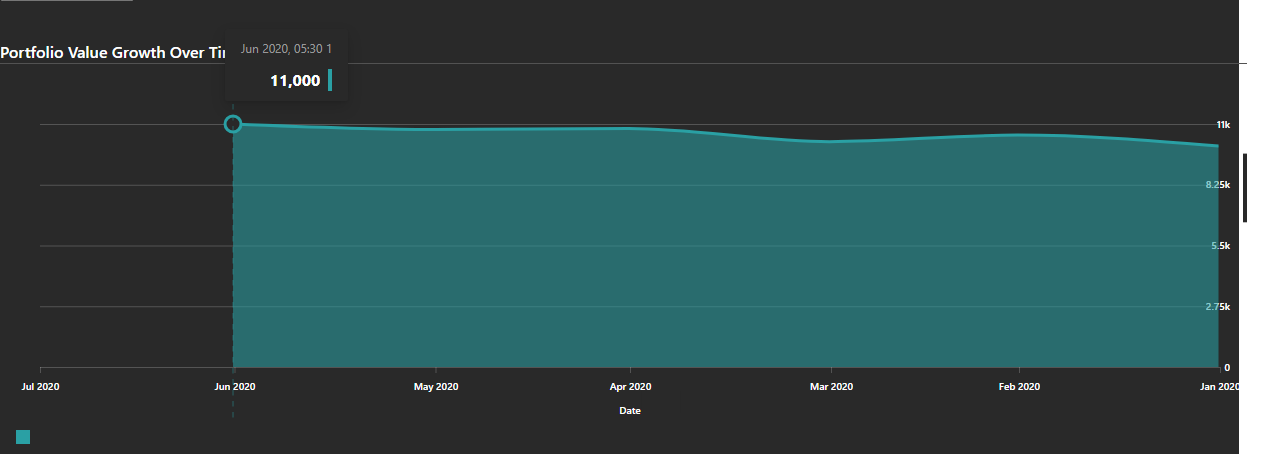 Jun 2020, 05:30 1
Portfolio Value Growth Over
11,000
11k
8.25k
5.5k
2.75k
0
Jul 2020
Jun 2020
May 2020
Apr 2020
Mar 2020
Feb 2020
Jan 2020
Date